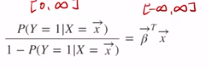 [0, ∞] [-∞, ∞]
P(Y = 1|X = x⃗) / 1 − P(Y = 1|X = x⃗) = β⃗ᵀ x⃗